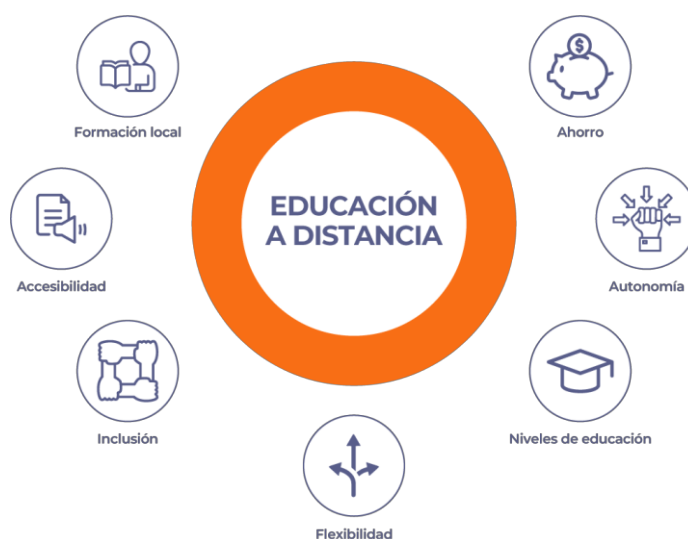 Formación local
Ahorro
EDUCACIÓN
A DISTANCIA
Accesibilidad
Autonomía
Inclusión
Niveles de educación
Flexibilidad
$